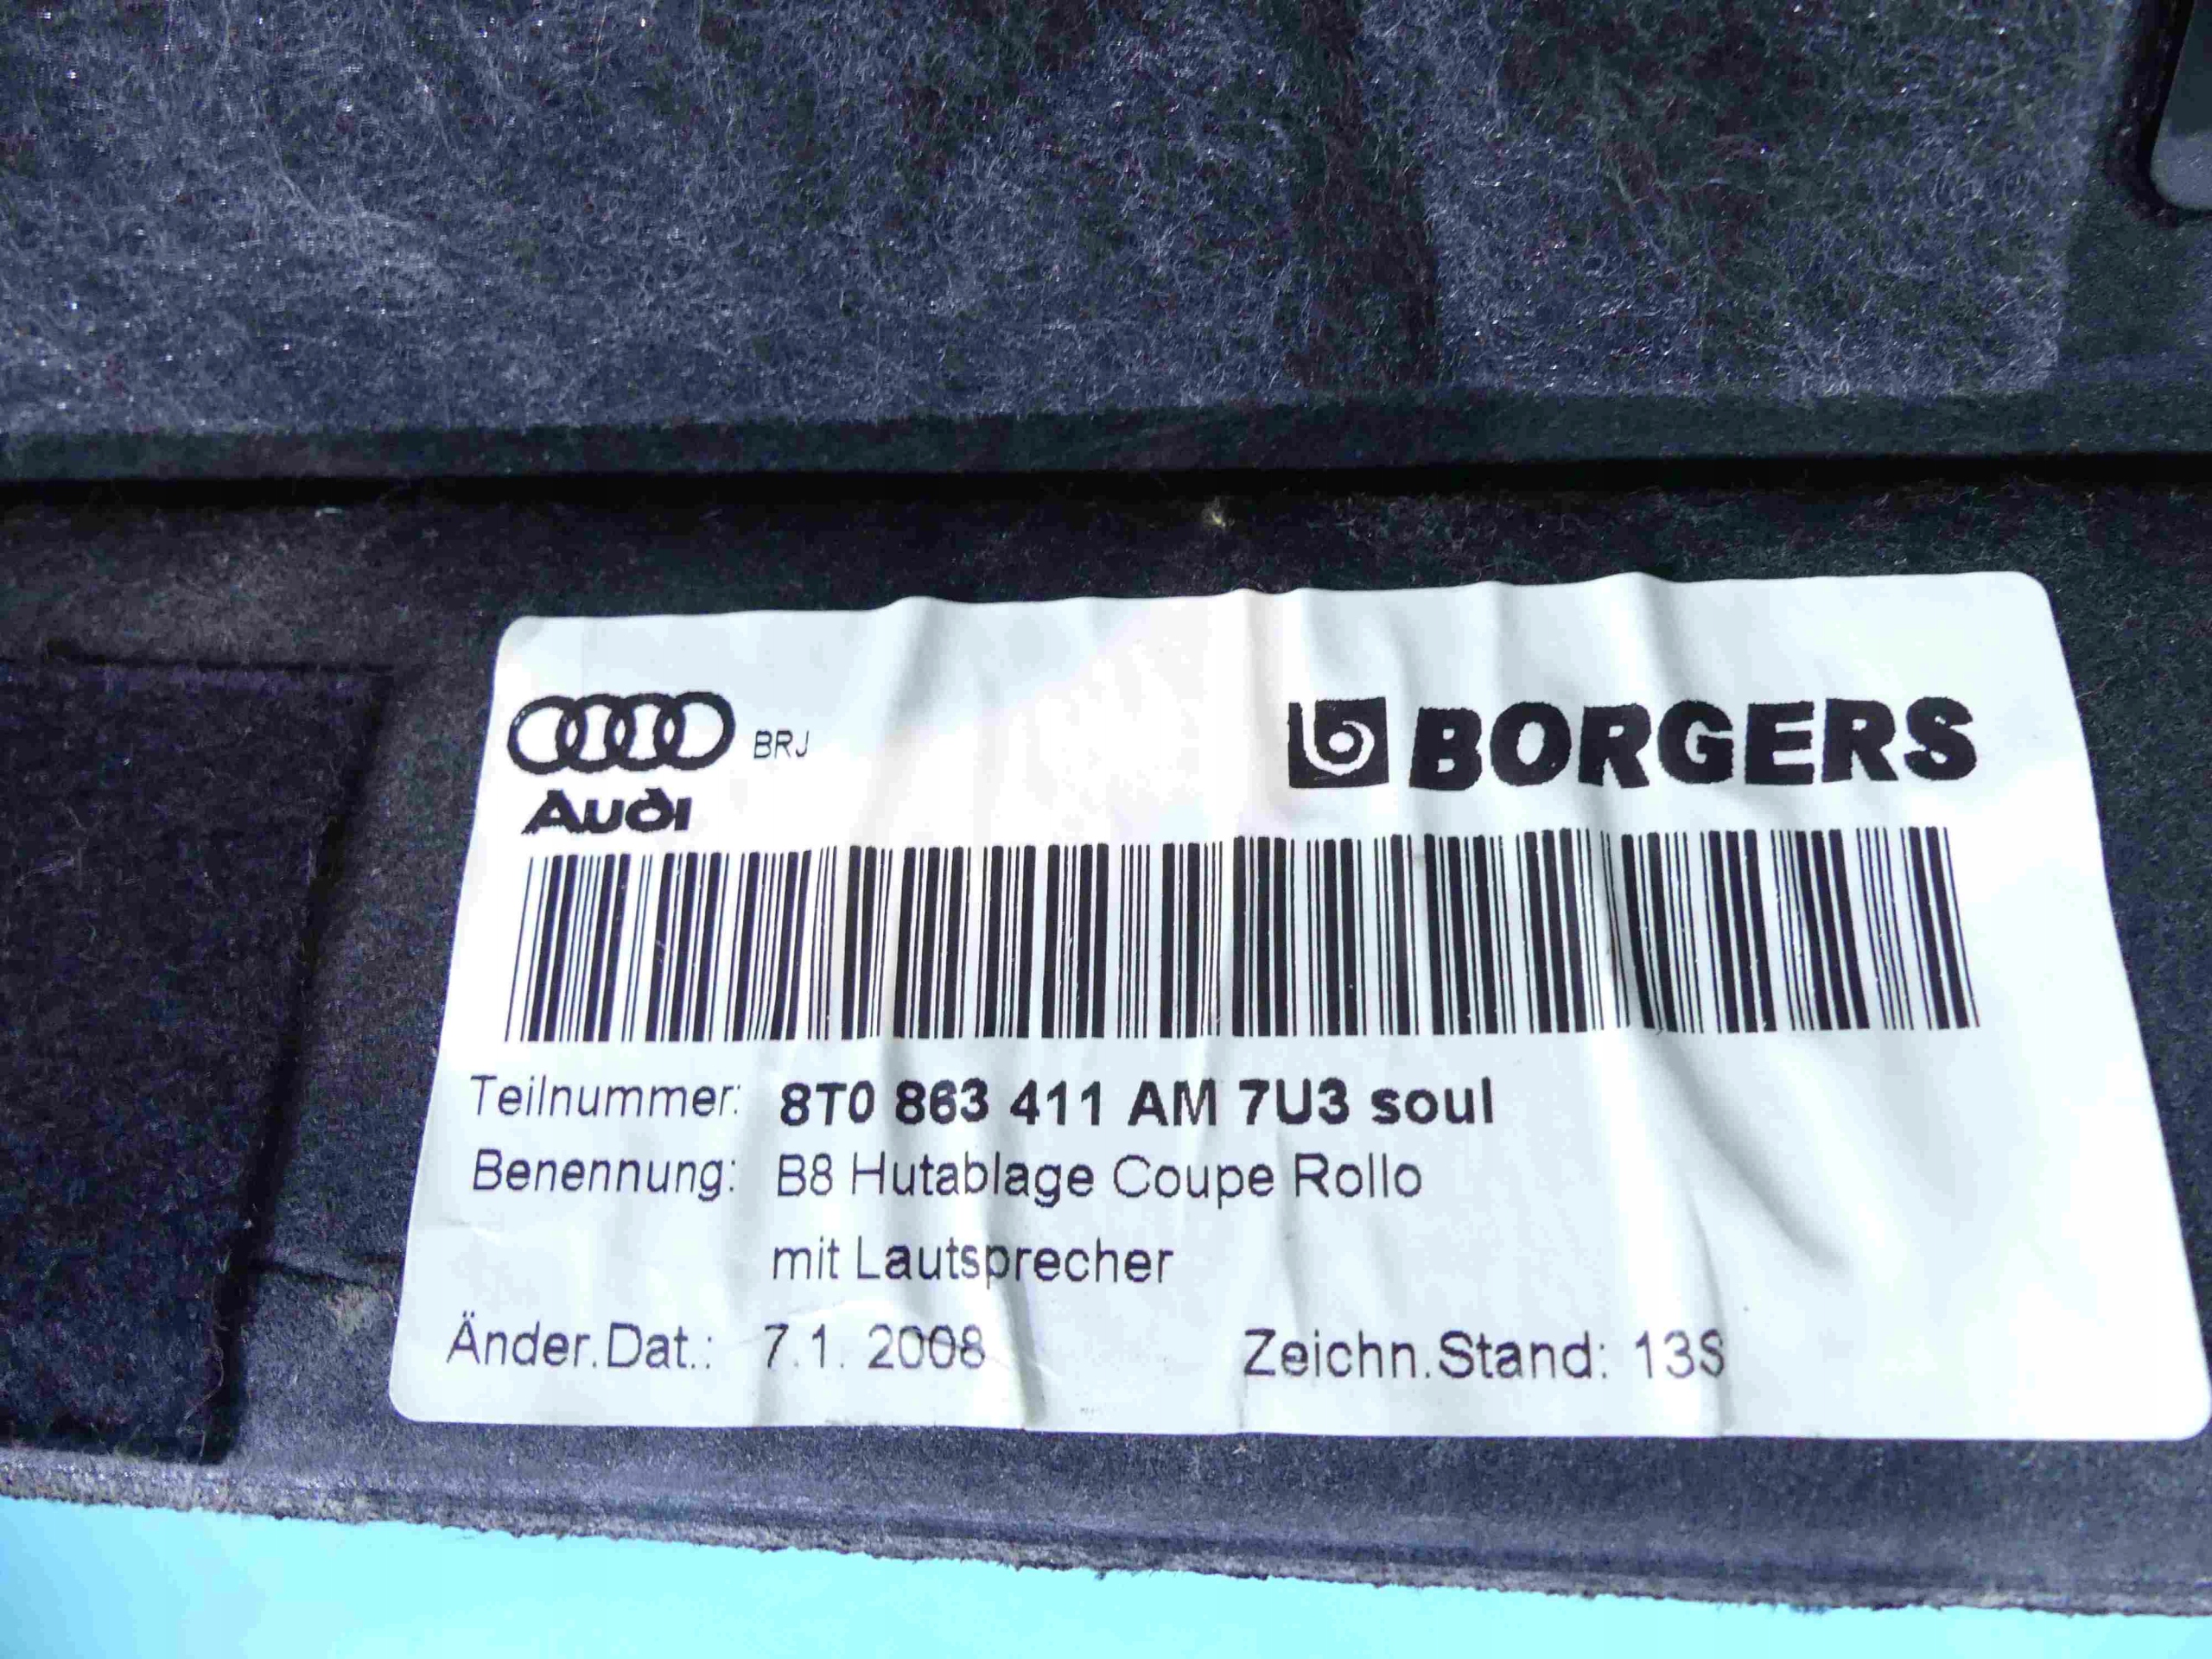 BRJ
Audi
BORGERS
Teilnummer: 8T0 863 411 AM 7U3 soul
Benennung: B8 Hutablage Coupe Rollo
mit Lautsprecher
Änder.Dat.: 7.1. 2008 Zeichn.Stand: 13S